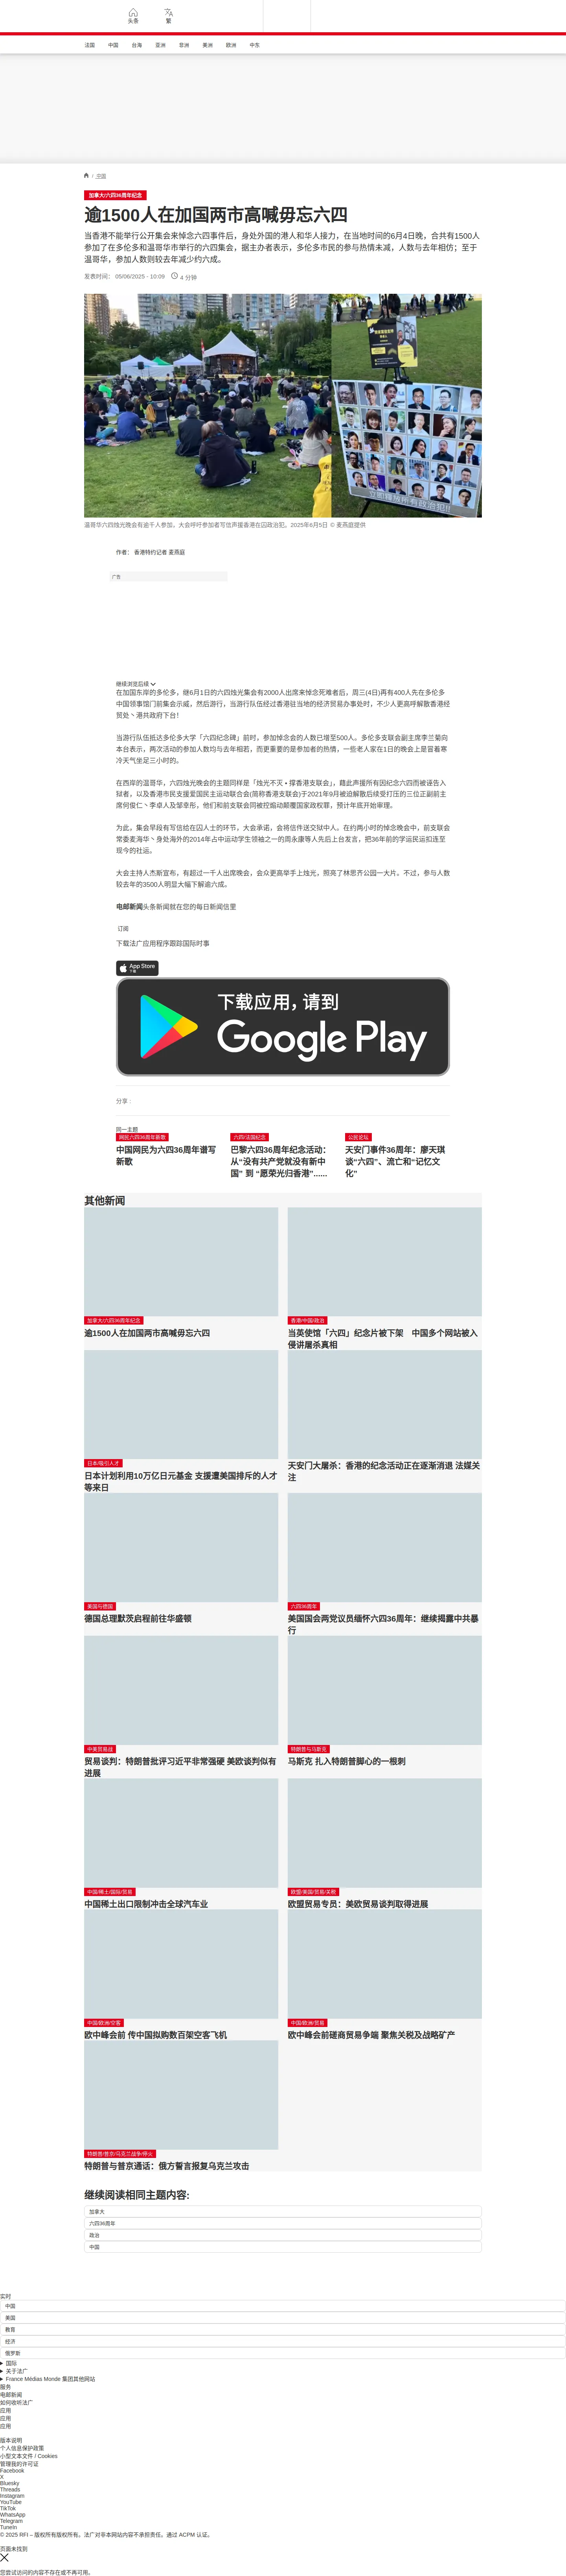 头条
繁
法国
中国
台海
亚洲
非洲
美洲
欧洲
中东
/ 中国
加拿大/六四36周年纪念
逾1500人在加国两市高喊毋忘六四
当香港不能举行公开集会来悼念六四事件后，身处外国的港人和华人接力，在当地时间的6月4日晚，合共有1500人
参加了在多伦多和温哥华市举行的六四集会，据主办者表示，多伦多市民的参与热情未减，人数与去年相仿；至于
温哥华，参加人数则较去年减少约六成。
发表时间： 05/06/2025 - 10:09
4 分钟
温哥华六四烛光晚会有逾千人参加，大会呼吁参加者写信声援香港在囚政治犯。2025年6月5日 © 麦燕庭提供
作者： 香港特约记者 麦燕庭
广告
继续浏览后续
在加国东岸的多伦多，继6月1日的六四烛光集会有2000人出席来悼念死难者后，周三(4日)再有400人先在多伦多
中国领事馆门前集会示威，然后游行，当游行队伍经过香港驻当地的经济贸易办事处时，不少人更高呼解散香港经
贸处丶港共政府下台！
当游行队伍抵达多伦多大学「六四纪念碑」前时，参加悼念会的人数已增至500人。多伦多支联会副主席李兰菊向
本台表示，两次活动的参加人数均与去年相若，而更重要的是参加者的热情，一些老人家在1日的晚会上是冒着寒
冷天气坐足三小时的。
在西岸的温哥华，六四烛光晚会的主题同样是「烛光不灭 • 撑香港支联会」，藉此声援所有因纪念六四而被诬告入
狱者，以及香港市民支援爱国民主运动联合会(简称香港支联会)于2021年9月被迫解散后续受打压的三位正副前主
席何俊仁丶李卓人及邹幸彤，他们和前支联会同被控煽动颠覆国家政权罪，预计年底开始审理。
为此，集会早段有写信给在囚人士的环节，大会承诺，会将信件送交狱中人。在约两小时的悼念晚会中，前支联会
常委麦海华丶身处海外的2014年占中运动学生领袖之一的周永康等人先后上台发言，把36年前的学运民运扣连至
现今的社运。
大会主持人杰斯宣布，有超过一千人出席晚会，会众更高举手上烛光，照亮了林思齐公园一大片。不过，参与人数
较去年的3500人明显大幅下解逾六成。
电邮新闻头条新闻就在您的每日新闻信里
订阅
下载法广应用程序跟踪国际时事
App Store
下载
下载应用，请到
Google Play
分享 :
同一主题
网民六四36周年新歌
中国网民为六四36周年谱写
新歌
六四/法国纪念
巴黎六四36周年纪念活动：
从“没有共产党就没有新中
国” 到 “愿荣光归香港”......
公民论坛
天安门事件36周年：廖天琪
谈“六四”、流亡和“记忆文
化”
其他新闻
加拿大/六四36周年纪念
逾1500人在加国两市高喊毋忘六四
香港/中国/政治
当英使馆「六四」纪念片被下架　中国多个网站被入
侵讲屠杀真相
日本/吸引人才
日本计划利用10万亿日元基金 支援遭美国排斥的人才
等来日
天安门大屠杀：香港的纪念活动正在逐渐消退 法媒关
注
美国与德国
德国总理默茨启程前往华盛顿
六四36周年
美国国会两党议员缅怀六四36周年：继续揭露中共暴
行
中美贸易战
贸易谈判：特朗普批评习近平非常强硬 美欧谈判似有
进展
特朗普与马斯克
马斯克 扎入特朗普脚心的一根刺
中国/稀土/国际/贸易
中国稀土出口限制冲击全球汽车业
欧盟/美国/贸易/关税
欧盟贸易专员：美欧贸易谈判取得进展
中国/欧洲/空客
欧中峰会前 传中国拟购数百架空客飞机
中国/欧洲/贸易
欧中峰会前磋商贸易争端 聚焦关税及战略矿产
特朗普/普京/乌克兰战争/停火
特朗普与普京通话：俄方誓言报复乌克兰攻击
继续阅读相同主题内容:
加拿大
六四36周年
政治
中国
实时
中国
美国
教育
经济
俄罗斯
国际
关于法广
France Médias Monde 集团其他网站
服务
电邮新闻
如何收听法广
应用
应用
应用
版本说明
个人信息保护政策
小型文本文件 / Cookies
管理我的许可证
Facebook
X
Bluesky
Threads
Instagram
YouTube
TikTok
WhatsApp
Telegram
TuneIn
© 2025 RFI – 版权所有版权所有。法广对非本网站内容不承担责任。通过 ACPM 认证。
页面未找到
您尝试访问的内容不存在或不再可用。